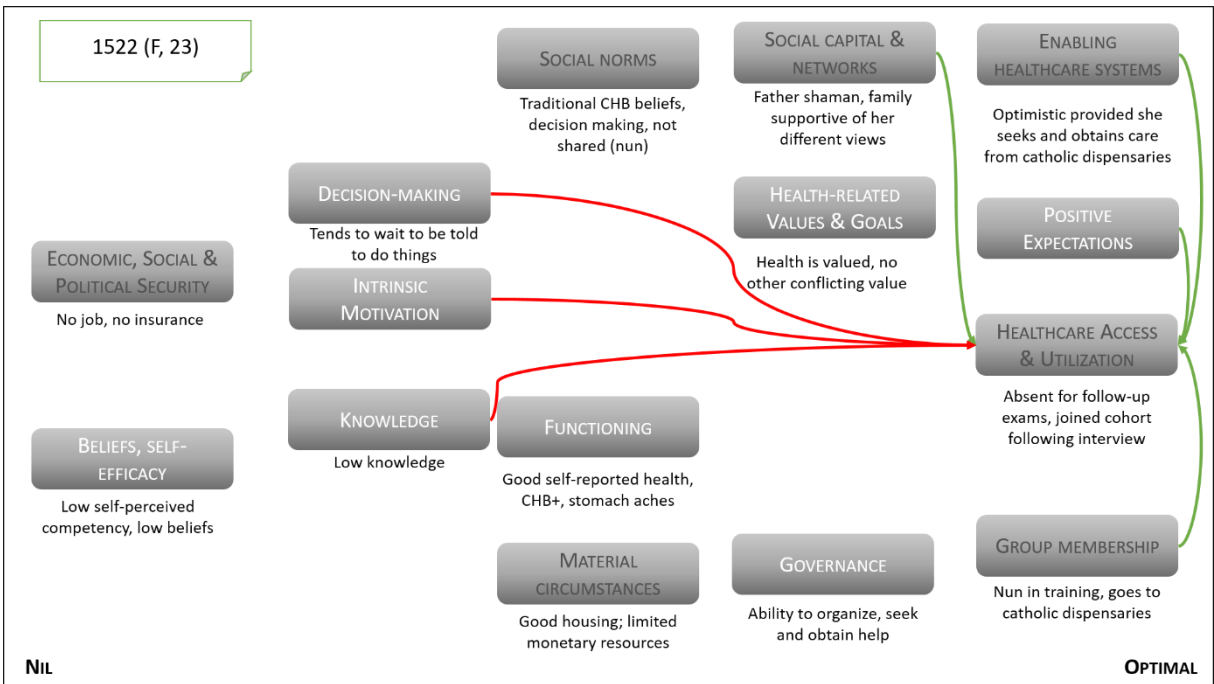 1522 (F, 23)
SOCIAL NORMS
Traditional CHB beliefs,
decision making, not
shared (nun)
SOCIAL CAPITAL &
NETWORKS
Father shaman, family
supportive of her
different views
ENABLING
HEALTHCARE SYSTEMS
Optimistic provided she
seeks and obtains care
from catholic dispensaries
DECISION-MAKING
Tends to wait to be told
to do things
HEALTH-RELATED
VALUES & GOALS
Health is valued, no
other conflicting value
POSITIVE
EXPECTATIONS
ECONOMIC, SOCIAL &
POLITICAL SECURITY
No job, no insurance
INTRINSIC
MOTIVATION
HEALTHCARE ACCESS
& UTILIZATION
Absent for follow-up
exams, joined cohort
following interview
KNOWLEDGE
Low knowledge
FUNCTIONING
Good self-reported health,
CHB+, stomach aches
BELIEFS, SELF-
EFFICACY
Low self-perceived
competency, low beliefs
MATERIAL
CIRCUMSTANCES
Good housing; limited
monetary resources
GOVERNANCE
Ability to organize, seek
and obtain help
GROUP MEMBERSHIP
Nun in training, goes to
catholic dispensaries
NIL
OPTIMAL